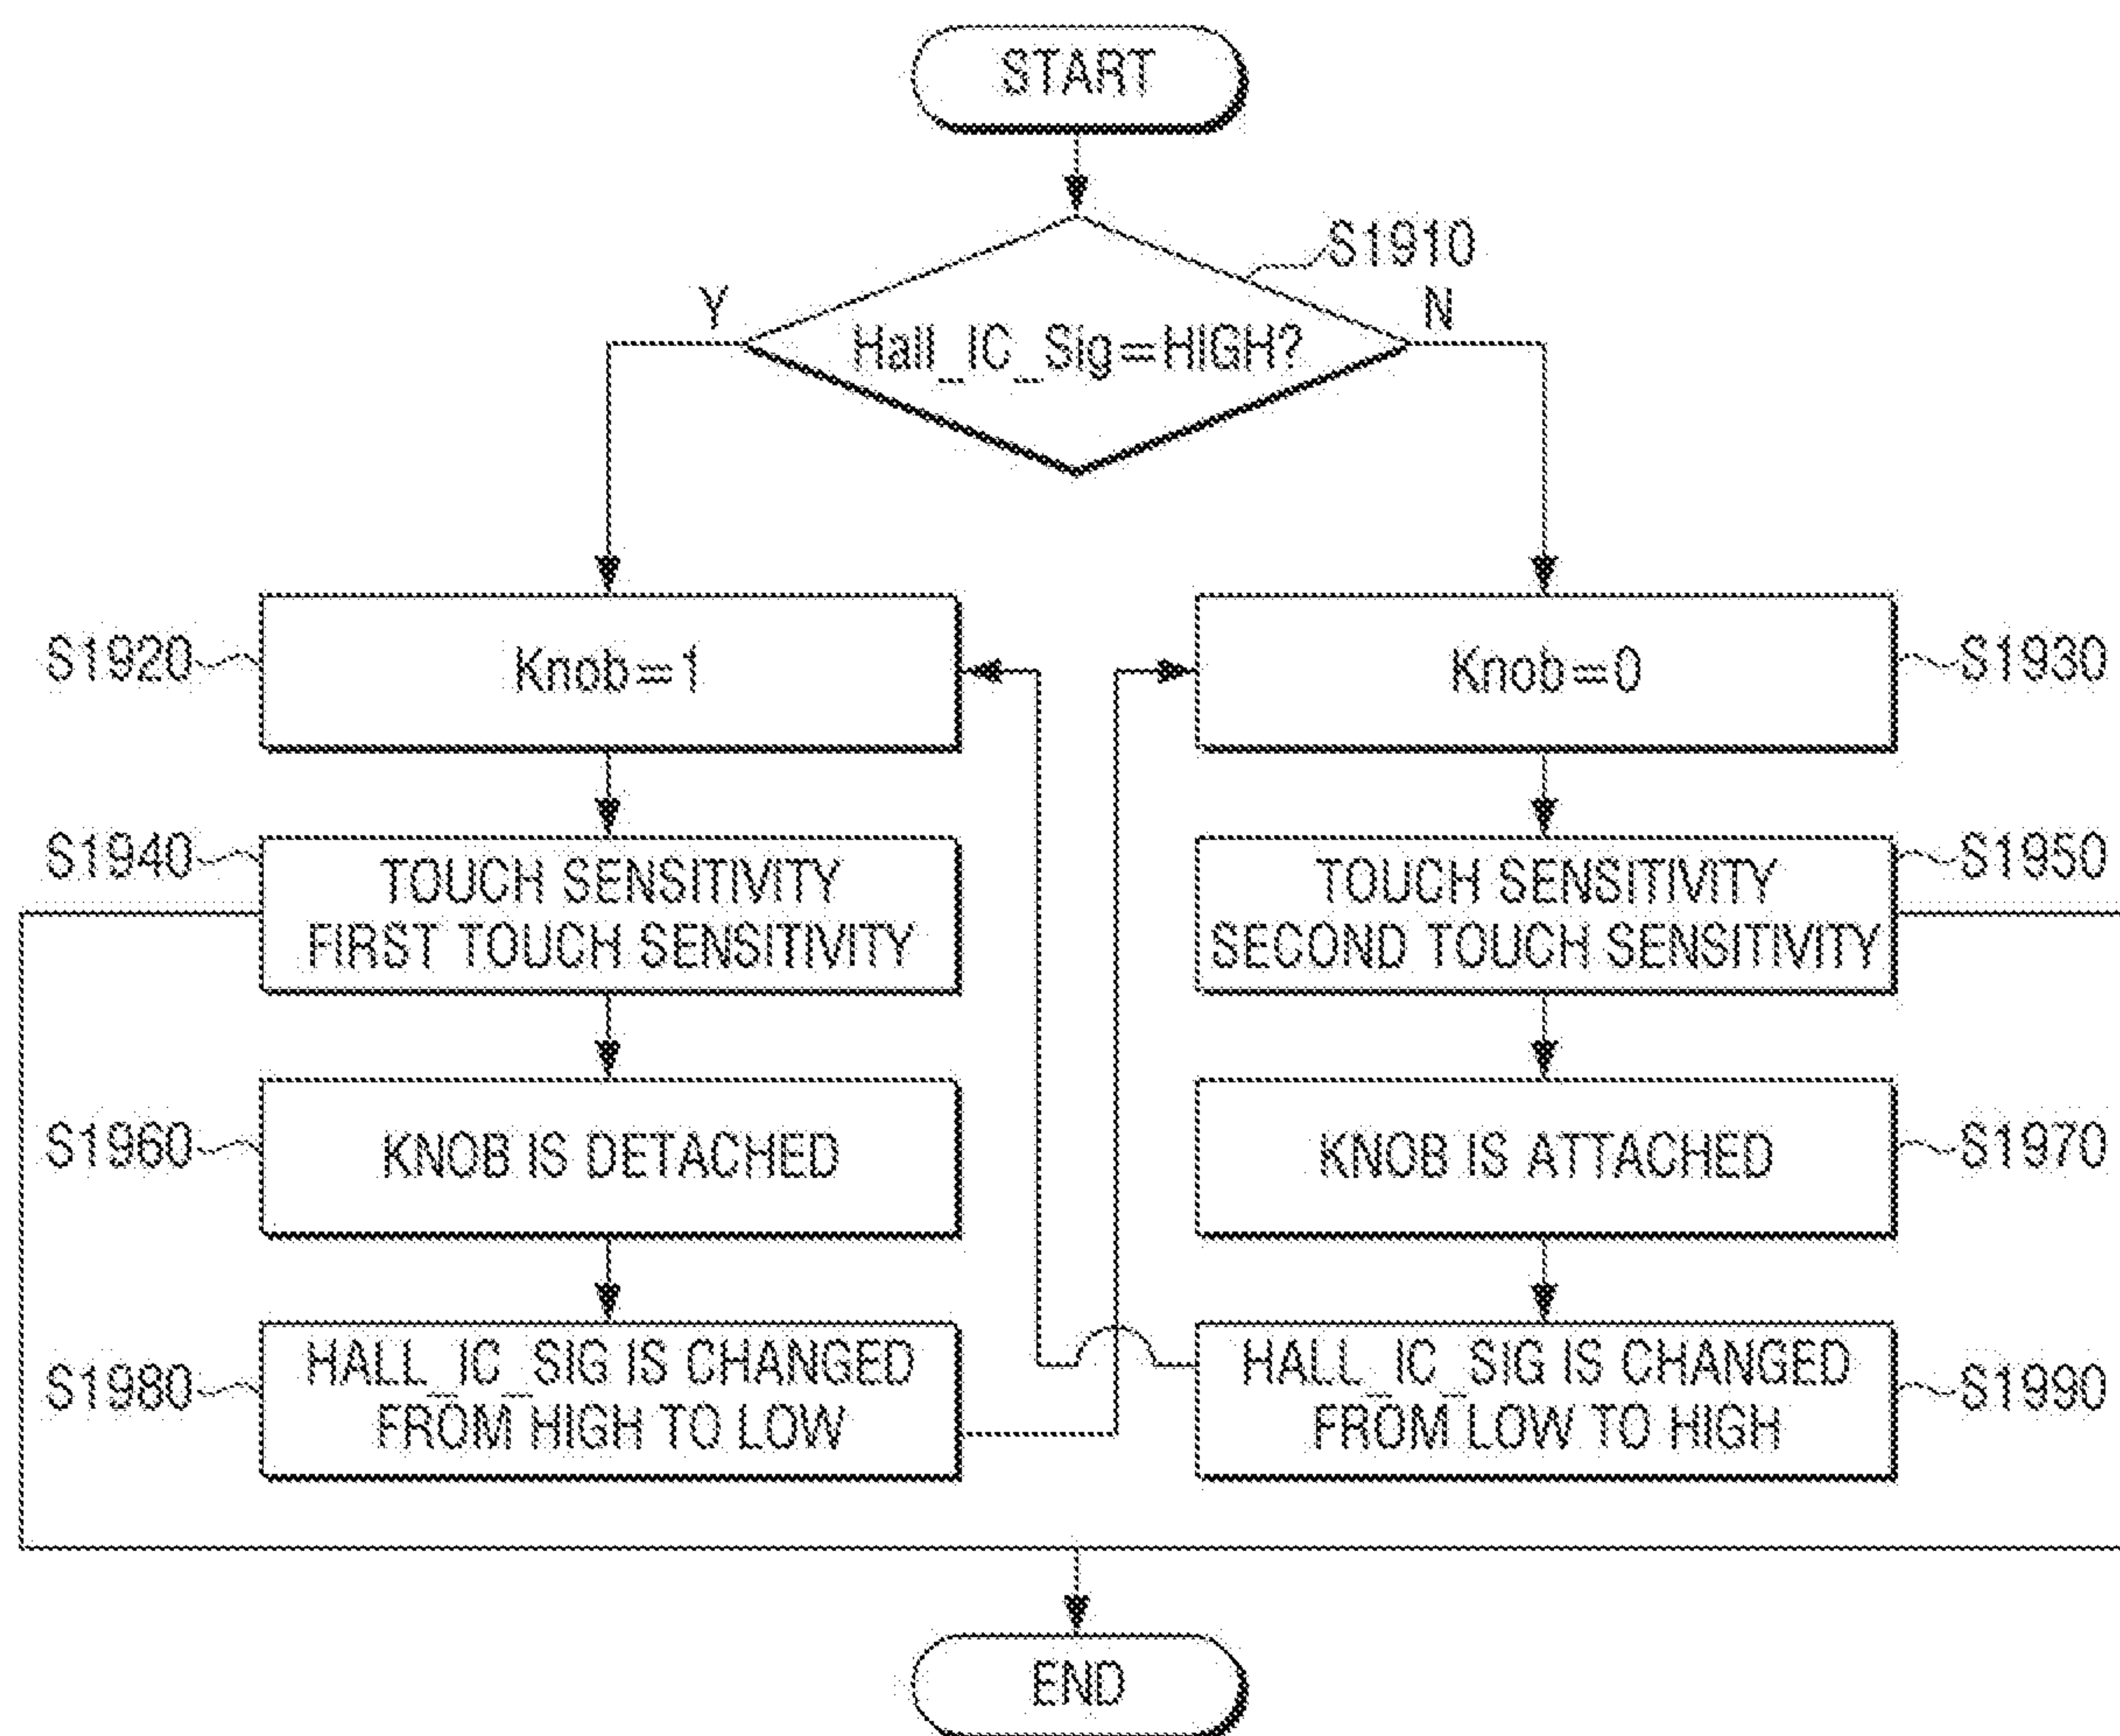 START
S1910
Y
N
Hall_IC_Sig=HIGH?
S1920
Knob=1
Knob=0
S1930
S1940
TOUCH SENSITIVITY
FIRST TOUCH SENSITIVITY
TOUCH SENSITIVITY
SECOND TOUCH SENSITIVITY
S1950
S1960
KNOB IS DETACHED
KNOB IS ATTACHED
S1970
S1980
HALL_IC_SIG IS CHANGED
FROM HIGH TO LOW
HALL_IC_SIG IS CHANGED
FROM LOW TO HIGH
S1990
END